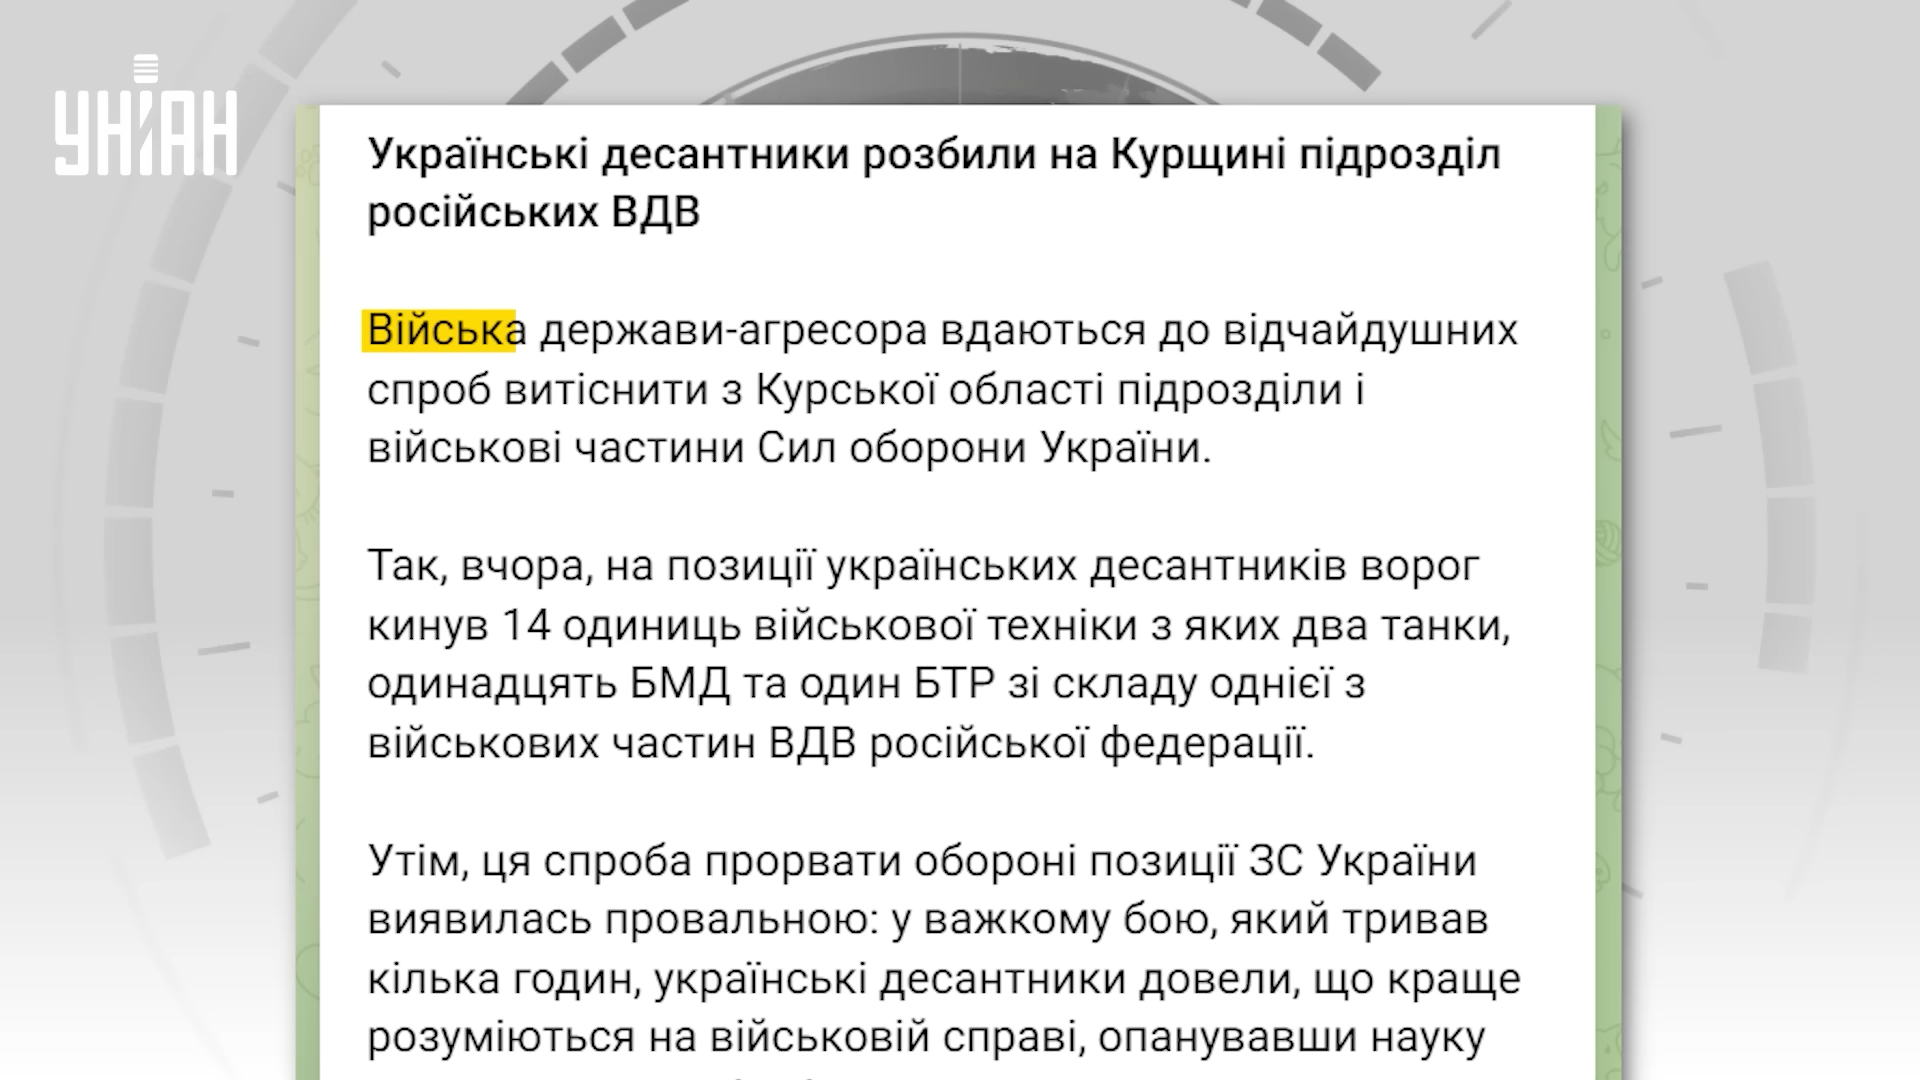 УНІАН
Українські десантники розбили на Курщині підрозділ
російських ВДВ
Війська держави-агресора вдаються до відчайдушних
спроб витіснити з Курської області підрозділи і
військові частини Сил оборони України.
Так, вчора, на позиції українських десантників ворог
кинув 14 одиниць військової техніки з яких два танки,
одинадцять БМД та один БТР зі складу однієї з
військових частин ВДВ російської федерації.
Утім, ця спроба прорвати обороні позиції ЗС України
виявилась провальною: у важкому бою, який тривав
кілька годин, українські десантники довели, що краще
розуміються на військовій справі, опанувавши науку